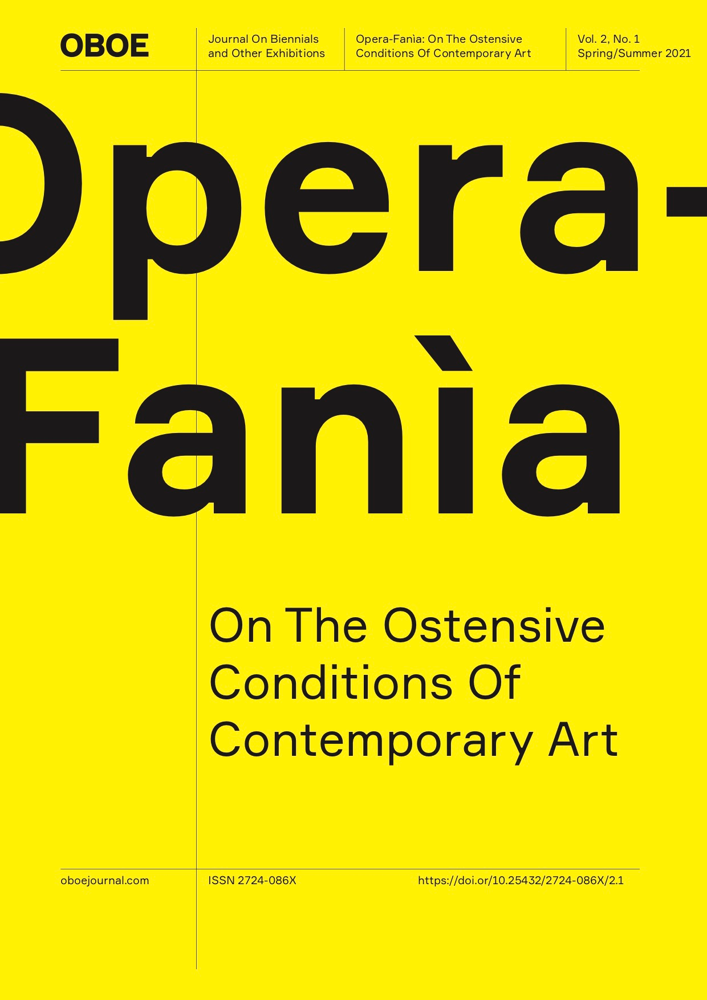 OBOE
Journal On Biennials
and Other Exhibitions
Opera-Fanìa: On The Ostensive
Conditions Of Contemporary Art
Vol. 2, No. 1
Spring/Summer 2021
Opera-
Fanìa
On The Ostensive
Conditions Of
Contemporary Art
oboejournal.com
ISSN 2724-086X
https://doi.or/10.25432/2724-086X/2.1